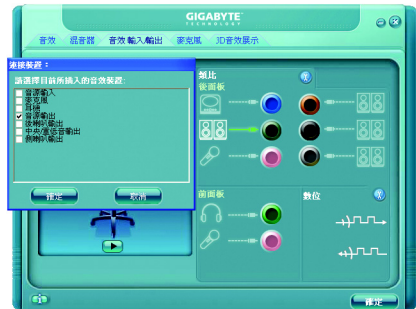 GIGABYTE
TECHNOLOGY
音效 混音器 音效輸入/輸出 麥克風 3D音效展示
連接裝置：
請選擇目前所插入的音效裝置:
音源輸入
麥克風
耳機
音源輸出
後喇叭輸出
中央/重低音輸出
側喇叭輸出
確定 取消
類比
後面板
前面板
數位
確定